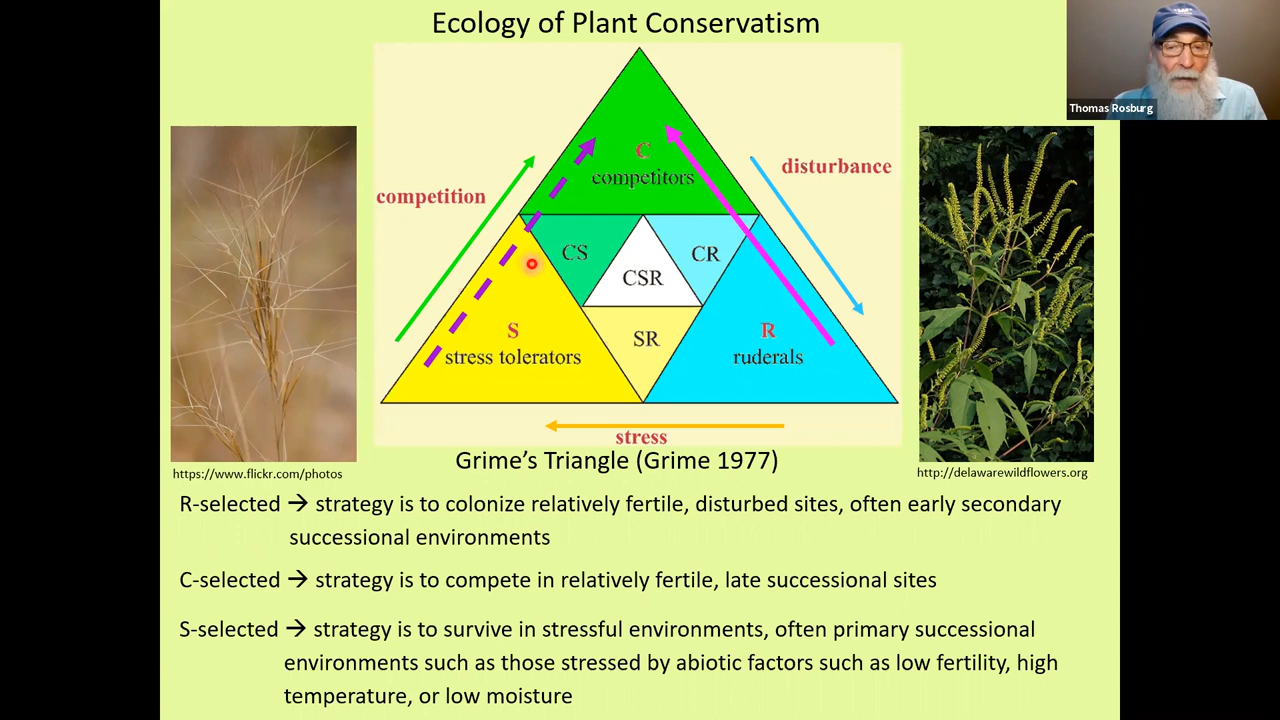 Ecology of Plant Conservatism
Thomas Rosburg
competition
disturbance
C
competitors
CS
CSR
CR
S
stress tolerators
SR
R
ruderals
stress
https://www.flickr.com/photos
Grime's Triangle (Grime 1977)
http://delawarewildflowers.org
R-selected → strategy is to colonize relatively fertile, disturbed sites, often early secondary
successional environments
C-selected → strategy is to compete in relatively fertile, late successional sites
S-selected → strategy is to survive in stressful environments, often primary successional
environments such as those stressed by abiotic factors such as low fertility, high
temperature, or low moisture